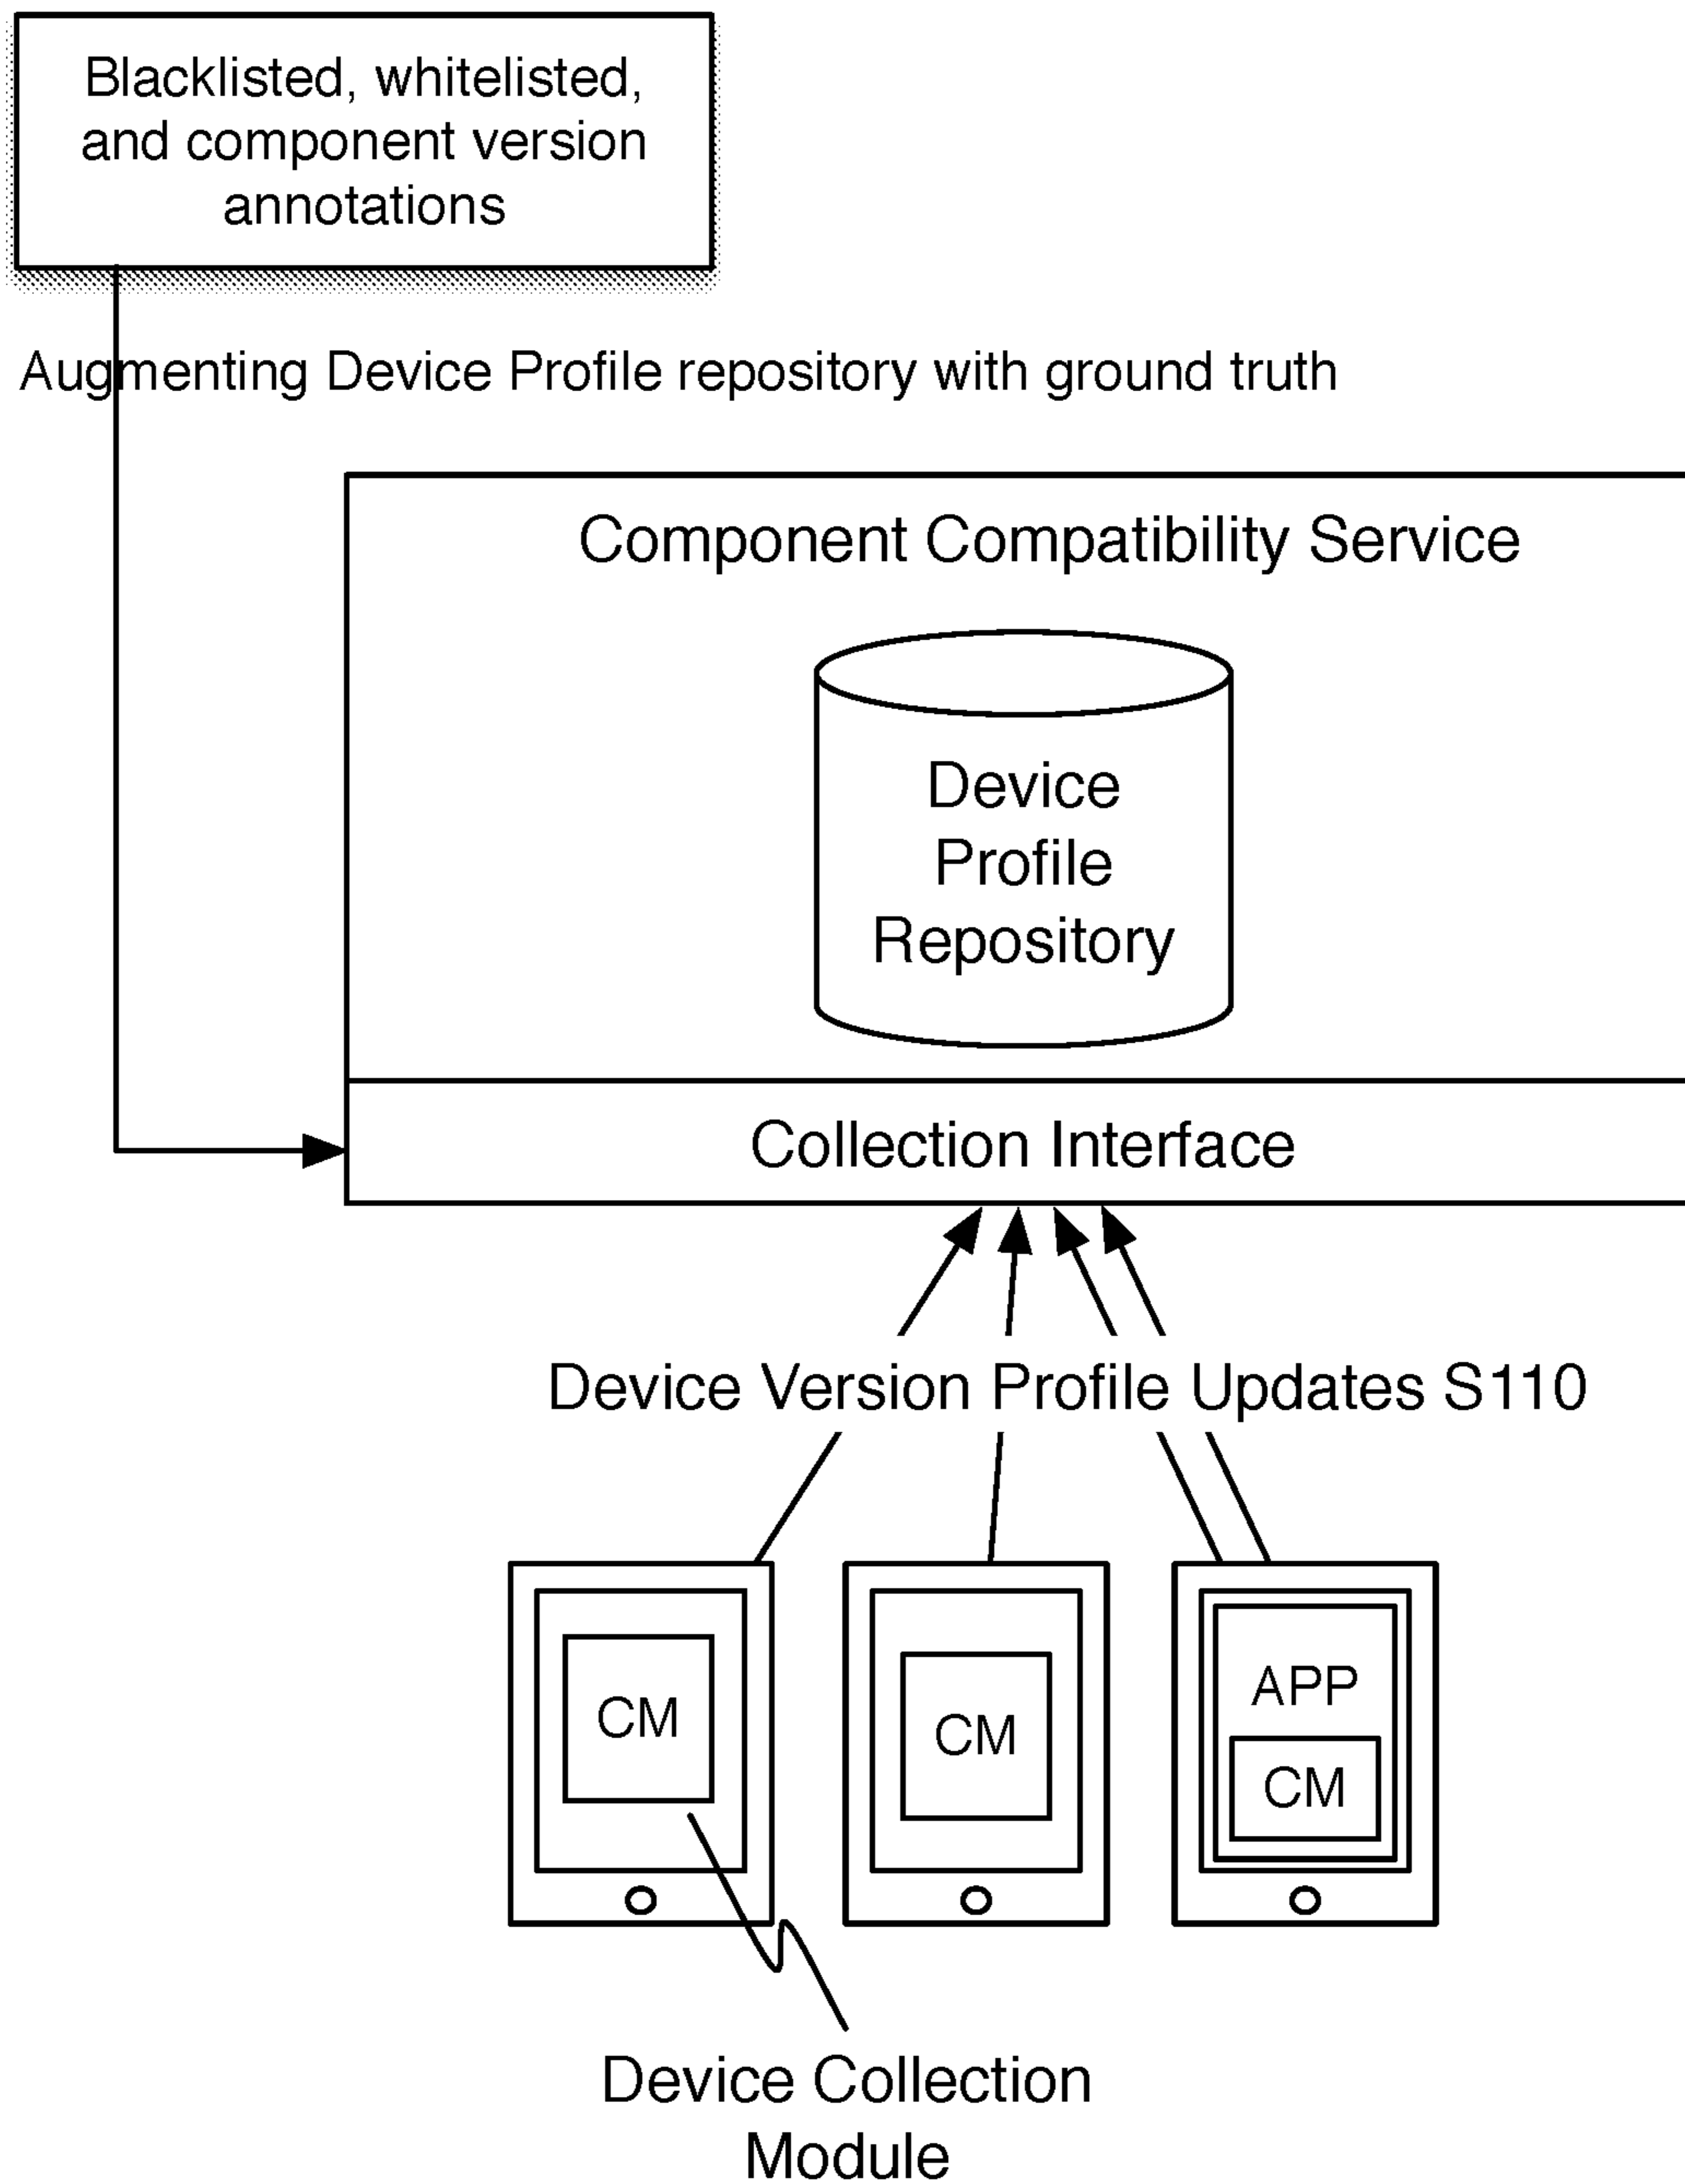 Blacklisted, whitelisted,
and component version
annotations
Augmenting Device Profile repository with ground truth
Component Compatibility Service
Device
Profile
Repository
Collection Interface
Device Version Profile Updates S110
CM
CM
APP
CM
Device Collection
Module